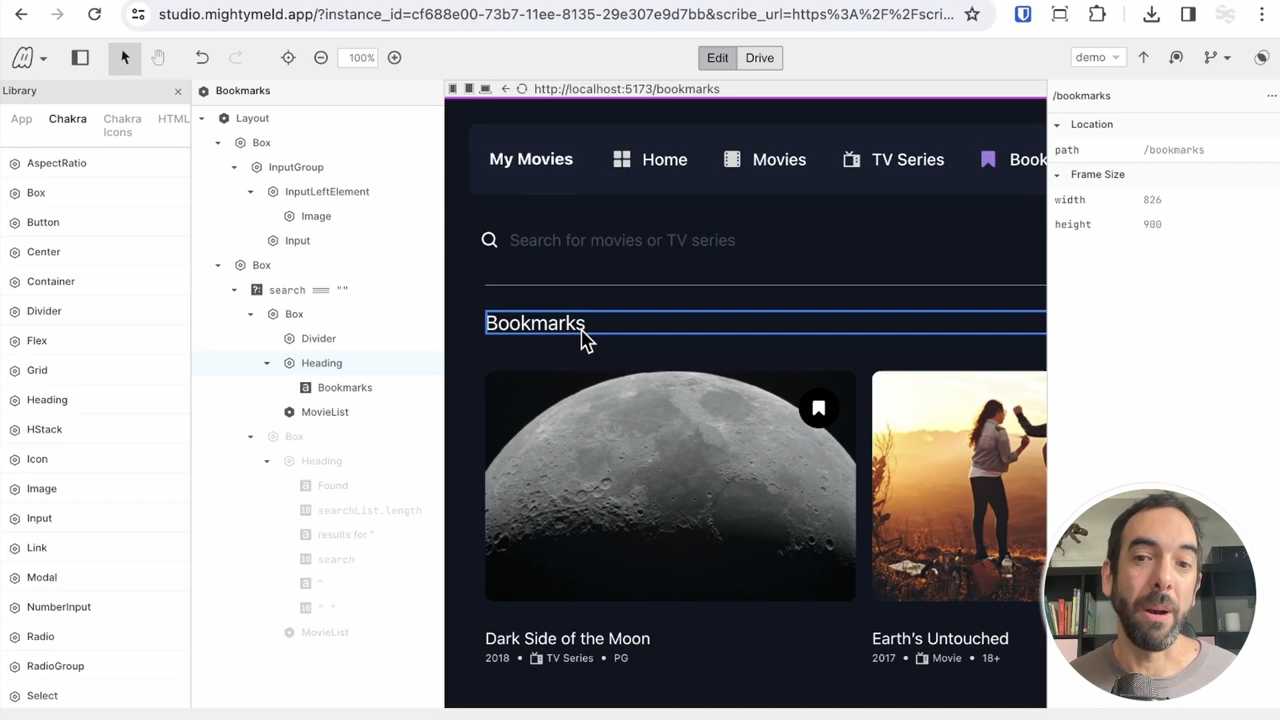 studio.mightymeld.app/?instance_id=cf688e00-73b7-11ee-8135-29e307e9d7bb&scribe_url=https%3A%2F%2Fscri...
100%
Edit
Drive
demo
Library
App
Chakra
Chakra Icons
HTML
AspectRatio
Box
Button
Center
Container
Divider
Flex
Grid
Heading
HStack
Icon
Image
Input
Link
Modal
NumberInput
Radio
RadioGroup
Select
Bookmarks
Layout
Box
InputGroup
InputLeftElement
Image
Input
Box
search === ""
Box
Divider
Heading
Bookmarks
MovieList
Box
Heading
Found
searchList.length
results for "
search
"
" "
MovieList
http://localhost:5173/bookmarks
My Movies
Home
Movies
TV Series
Book
Search for movies or TV series
Bookmarks
Dark Side of the Moon
2018 • TV Series • PG
Earth's Untouched
2017 • Movie • 18+
/bookmarks
Location
path /bookmarks
Frame Size
width 826
height 900